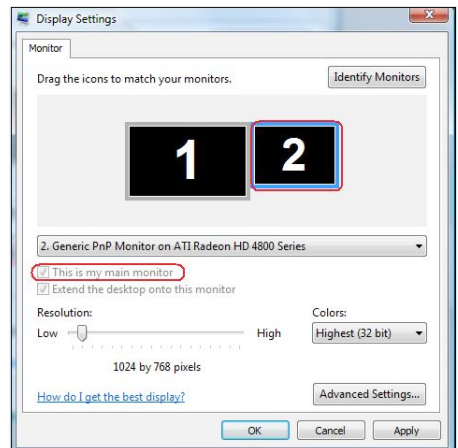 Display Settings
Monitor
Drag the icons to match your monitors.
Identify Monitors
1
2
2. Generic PnP Monitor on ATI Radeon HD 4800 Series
This is my main monitor
Extend the desktop onto this monitor
Resolution:
Colors:
Low
High
Highest (32 bit)
1024 by 768 pixels
How do I get the best display?
Advanced Settings...
OK
Cancel
Apply